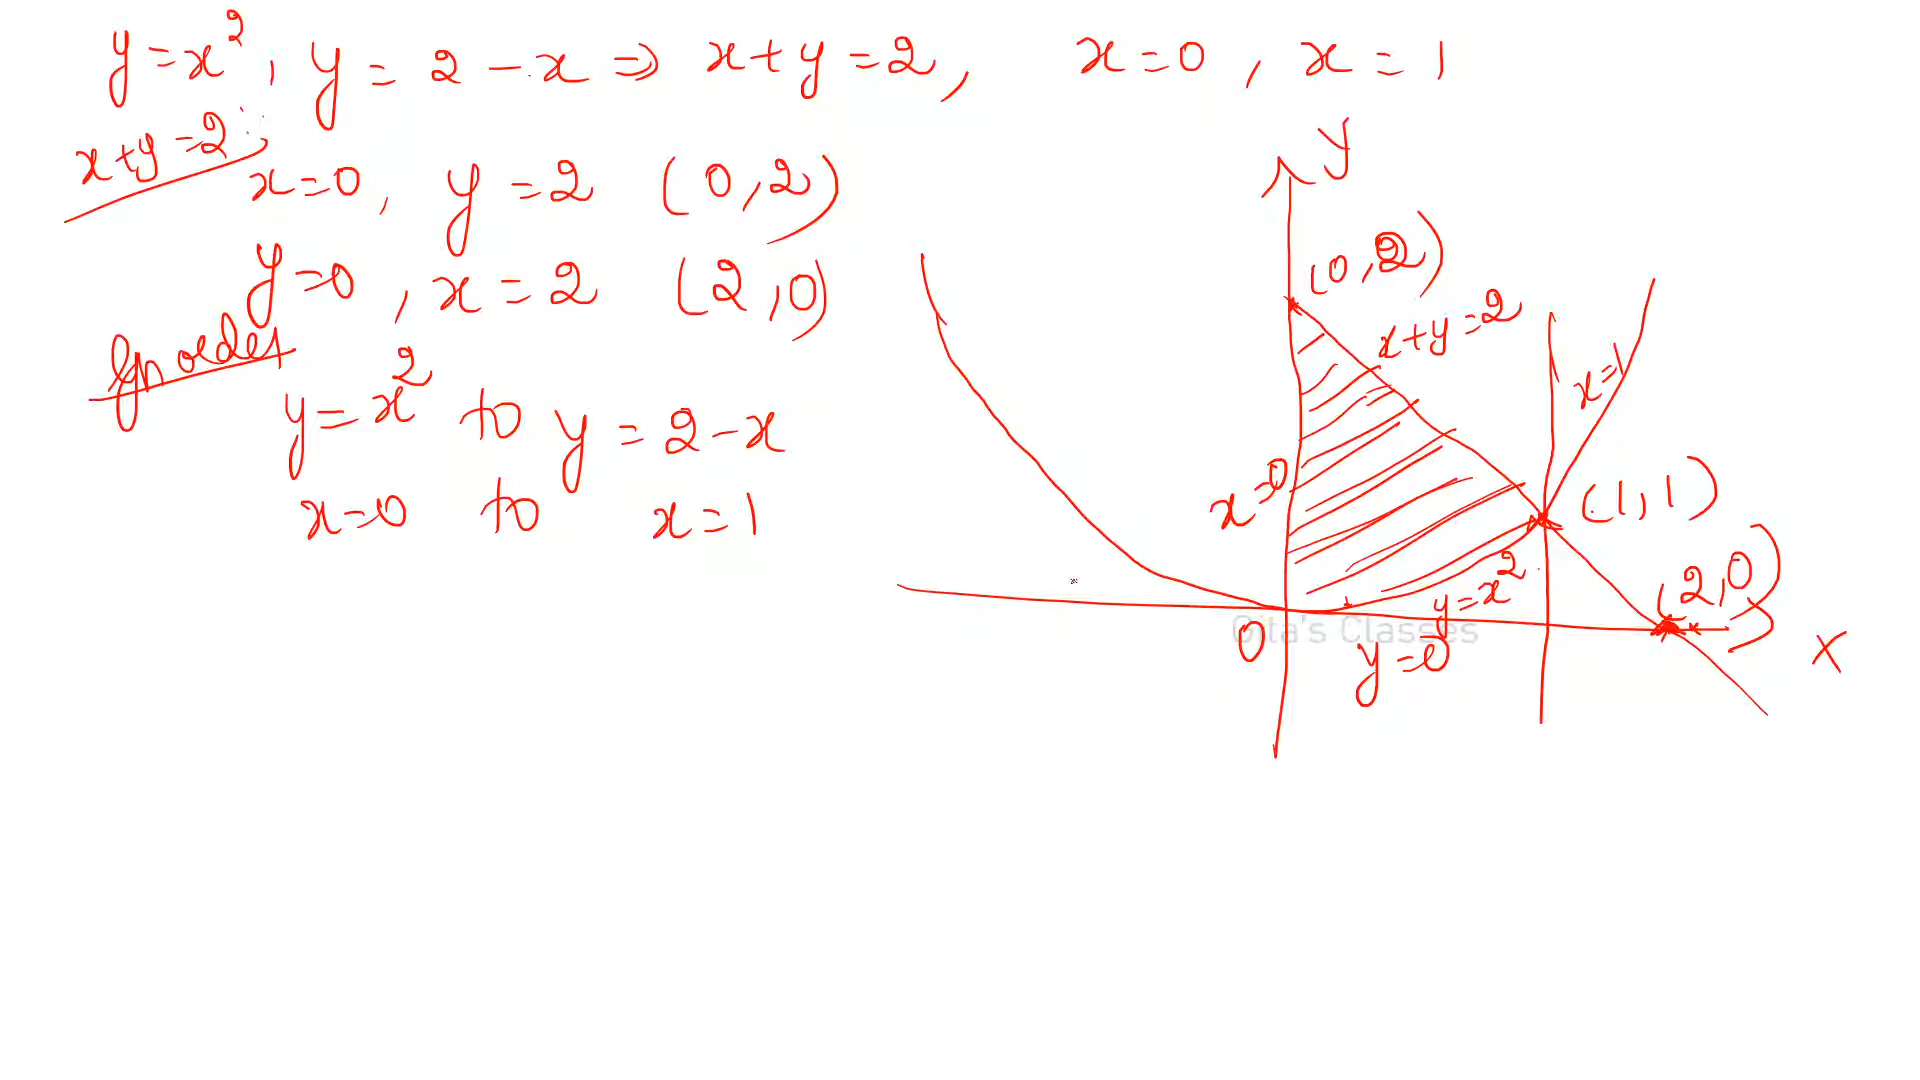 y = x², y = 2 - x ⇒ x + y = 2, x = 0, x = 1
x + y = 2;
x = 0, y = 2 (0, 2)
y = 0, x = 2 (2, 0)
y = x² to y = 2 - x
x = 0 to x = 1
y
(0, 2)
x + y = 2
x = 1
x = 0
(1, 1)
(2, 0)
y = x²
Gita's Classes
0
y = 0
X